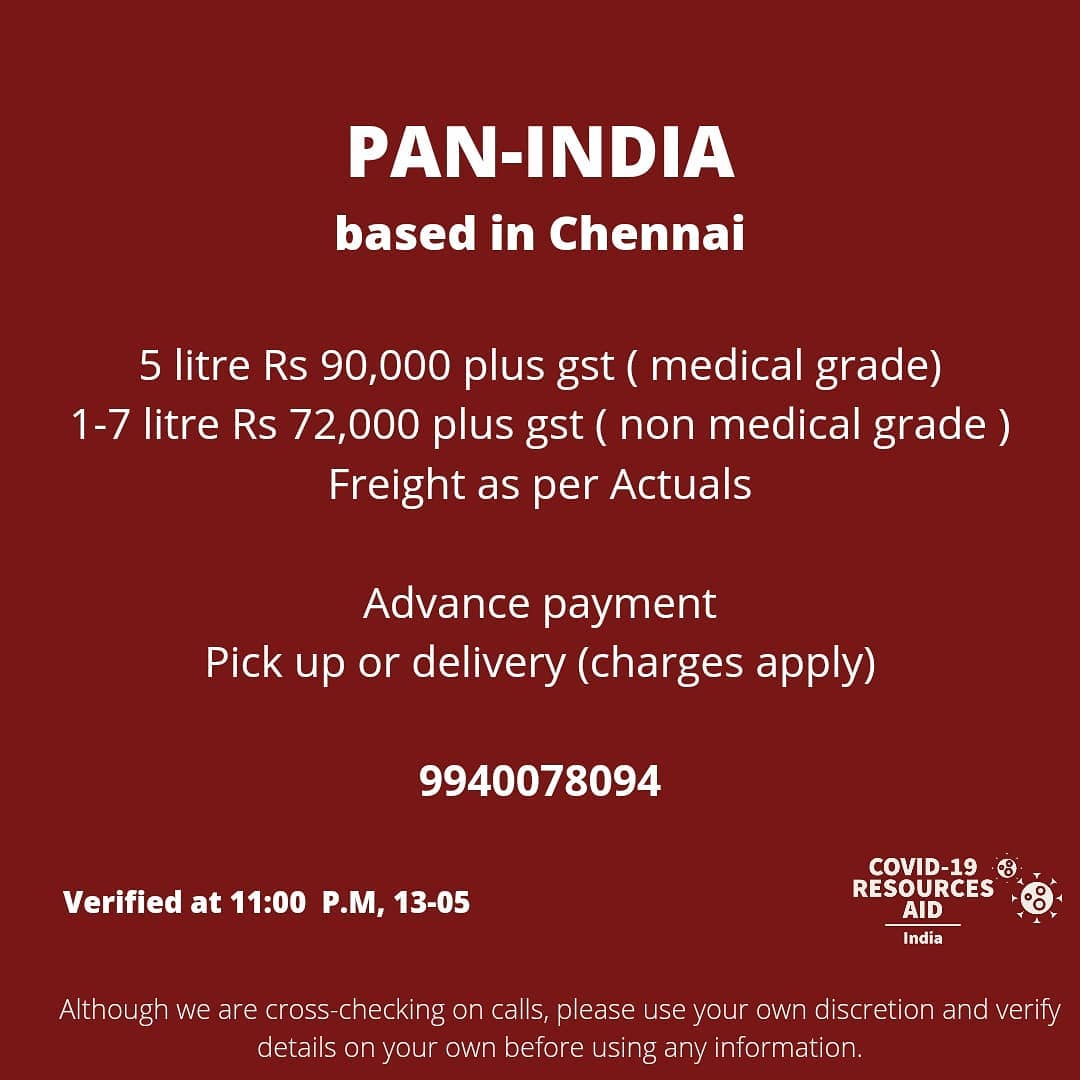 PAN-INDIA
based in Chennai
5 litre Rs 90,000 plus gst ( medical grade)
1-7 litre Rs 72,000 plus gst ( non medical grade )
Freight as per Actuals
Advance payment
Pick up or delivery (charges apply)
9940078094
Verified at 11:00  P.M, 13-05
COVID-19
RESOURCES
AID
India
Although we are cross-checking on calls, please use your own discretion and verify
details on your own before using any information.